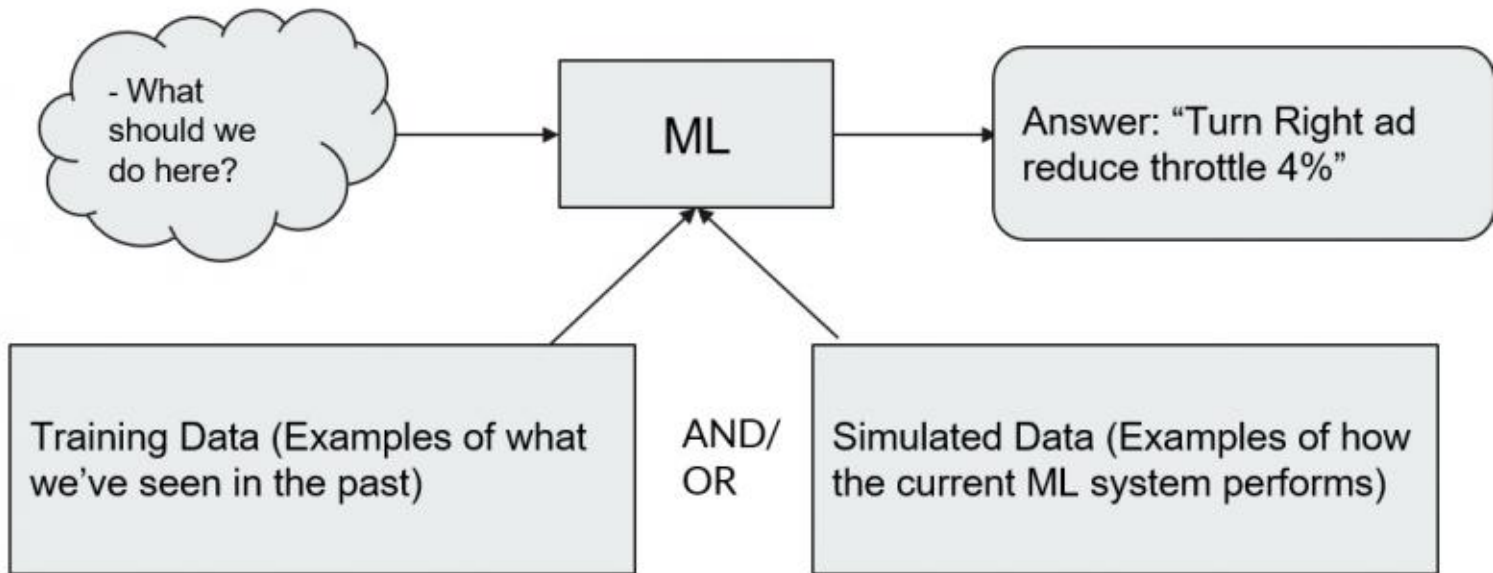 - What
should we
do here?
ML
Answer: “Turn Right ad
reduce throttle 4%”
Training Data (Examples of what
we’ve seen in the past)
AND/
OR
Simulated Data (Examples of how
the current ML system performs)